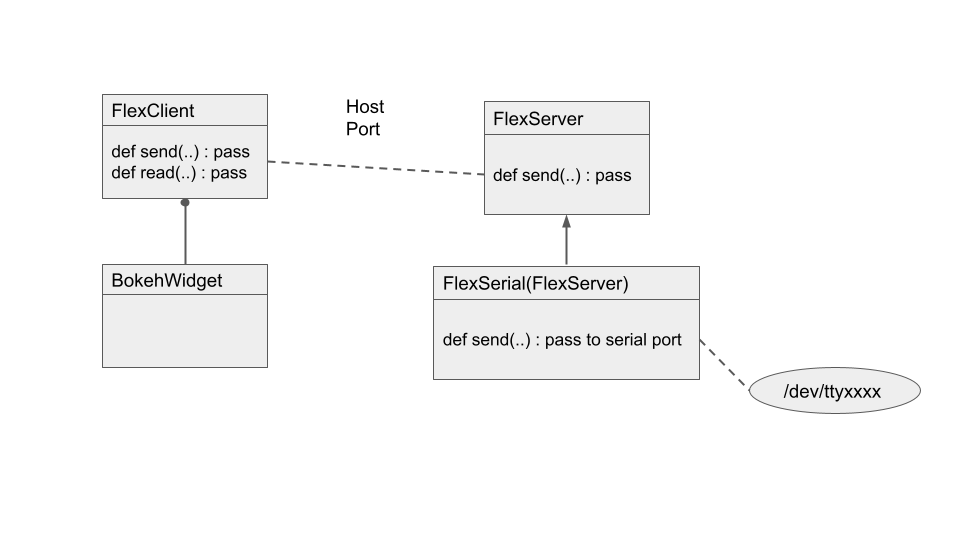 FlexClient
def send(..) : pass
def read(..) : pass
Host
Port
FlexServer
def send(..) : pass
BokehWidget
FlexSerial(FlexServer)
def send(..) : pass to serial port
/dev/ttyxxxx